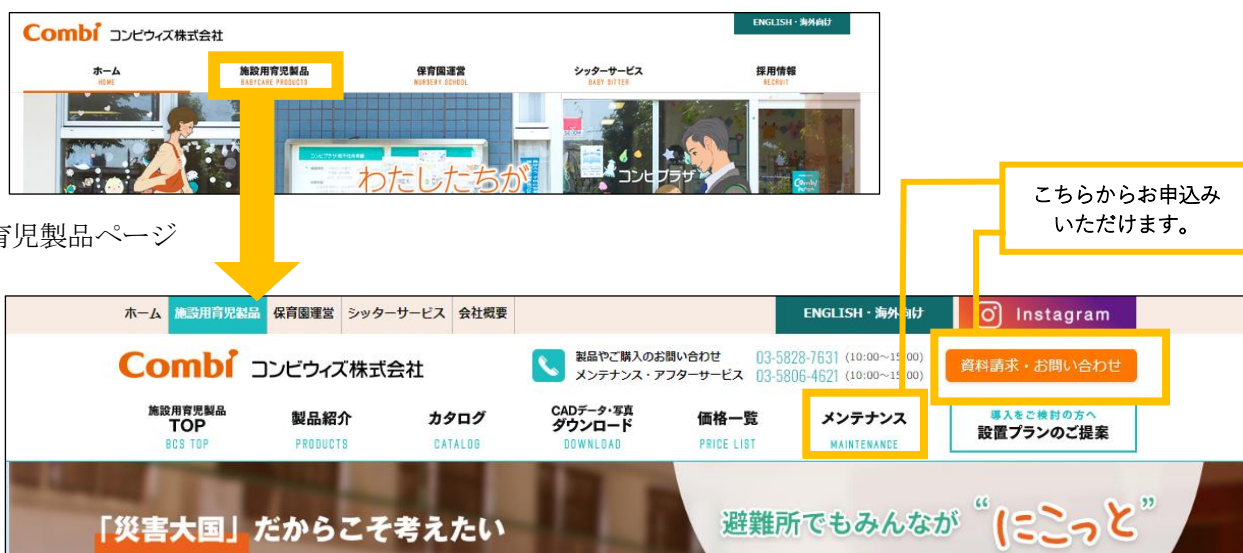 Combi コンビウィズ株式会社
ENGLISH・海外向け
ホーム 施設用育児製品 保育園運営 シッターサービス 採用情報
HOME BABYCARE PRODUCTS NURSERY SCHOOL BABY SITTER RECRUIT
わたしたちが
コンビプラザ
こちらからお申込み
いただけます。
育児製品ページ
ホーム 施設用育児製品 保育園運営 シッターサービス 会社概要 ENGLISH・海外向け Instagram
Combi コンビウィズ株式会社
製品やご購入のお問い合わせ 03-5828-7631 (10:00～15:00)
メンテナンス・アフターサービス 03-5806-4621 (10:00～15:00)
資料請求・お問い合わせ
施設用育児製品
TOP
BCS TOP
製品紹介
PRODUCTS
カタログ
CATALOG
CADデータ・写真
ダウンロード
DOWNLOAD
価格一覧
PRICE LIST
メンテナンス
MAINTENANCE
導入をご検討の方へ
設置プランのご提案
「災害大国」だからこそ考えたい
避難所でもみんなが“にこっと”